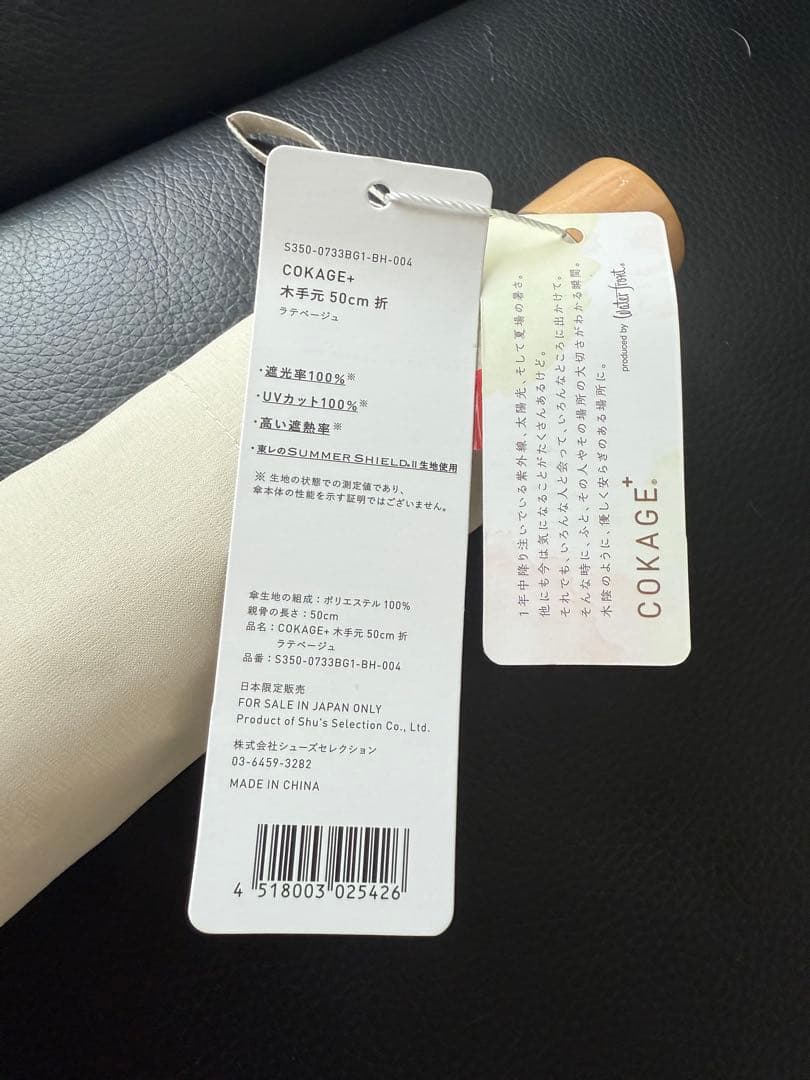 S350-0733BG1-BH-004
COKAGE+
木手元 50cm 折
ラテベージュ
・遮光率100%※
・UVカット100%※
・高い遮熱率※
・東レのSUMMER SHIELD®II生地使用
※ 生地の状態での測定値であり、
傘本体の性能を示す証明ではございません。
傘生地の組成：ポリエステル 100%
親骨の長さ：50cm
品名：COKAGE+ 木手元 50cm 折
ラテベージュ
品番：S350-0733BG1-BH-004
日本限定販売
FOR SALE IN JAPAN ONLY
Product of Shu's Selection Co., Ltd.
株式会社シューズセレクション
03-6459-3282
MADE IN CHINA
4 518003 025426
1年中降り注いでいる紫外線、太陽光、そして夏場の暑さ。
他にも今は気になることがたくさんあるけど。
それでも、いろんな人と会って、いろんなところに出かけて。
そんな時に、ふと、その人やその場所の大切さがわかる瞬間。
木陰のように、優しく安らぎのある場所に。
COKAGE+®
produced by Waterfront®